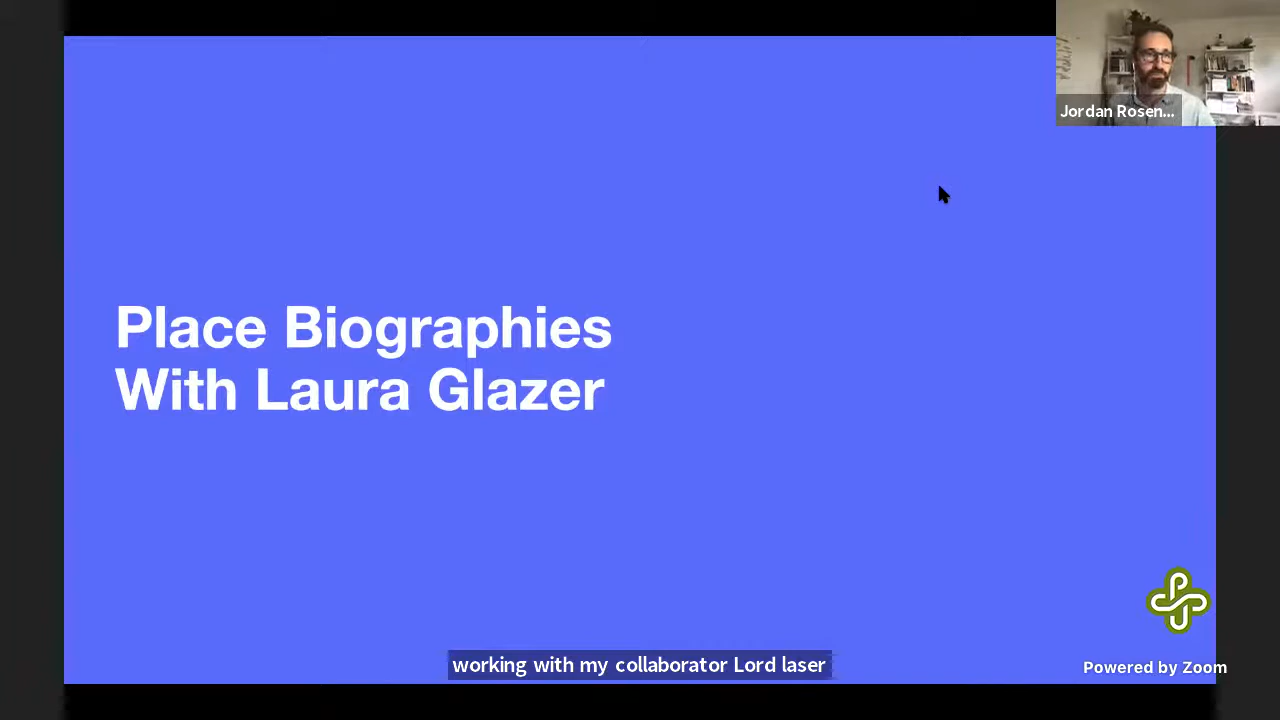 Jordan Rosen...
Place Biographies
With Laura Glazer
working with my collaborator Lord laser
Powered by Zoom